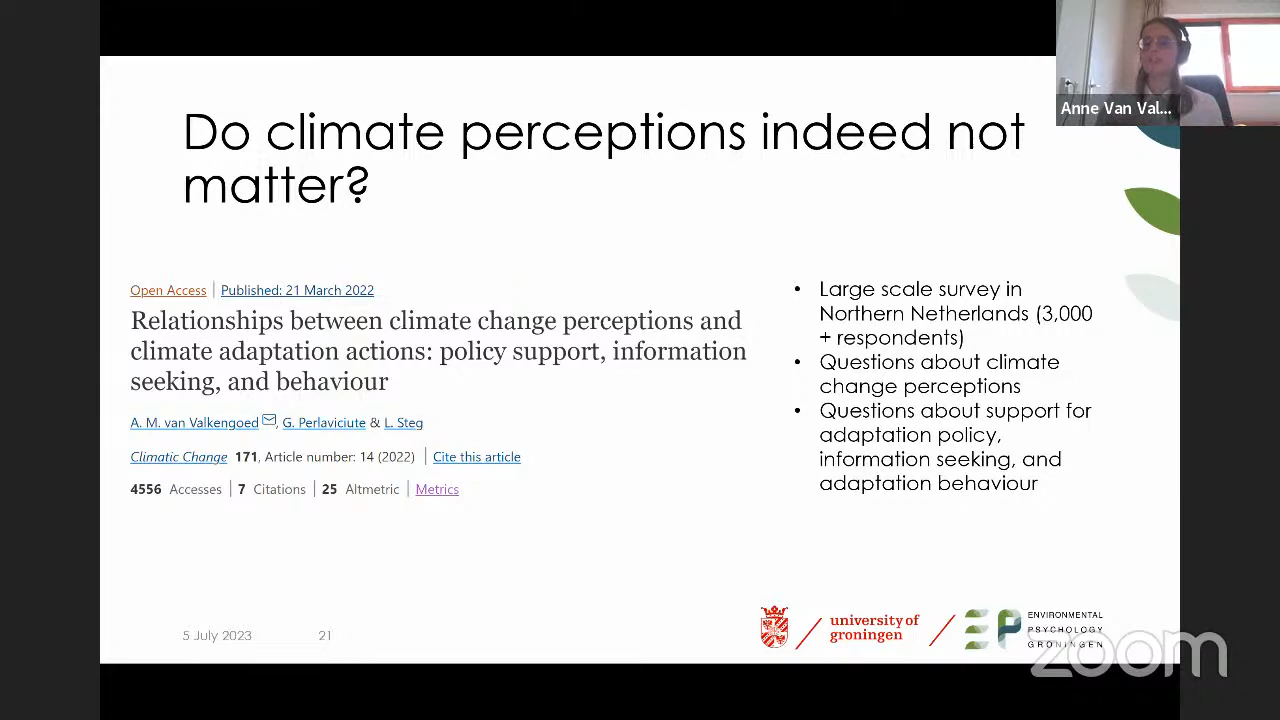 Do climate perceptions indeed not
matter?
Anne Van Val...
Open Access | Published: 21 March 2022
Relationships between climate change perceptions and
climate adaptation actions: policy support, information
seeking, and behaviour
A. M. van Valkengoed, G. Perlaviciute & L. Steg
Climatic Change 171, Article number: 14 (2022) | Cite this article
4556 Accesses | 7 Citations | 25 Altmetric | Metrics
• Large scale survey in
Northern Netherlands (3,000
+ respondents)
• Questions about climate
change perceptions
• Questions about support for
adaptation policy,
information seeking, and
adaptation behaviour
5 July 2023
21
university of
groningen
EP
ENVIRONMENTAL
PSYCHOLOGY
GRONINGEN
zoom